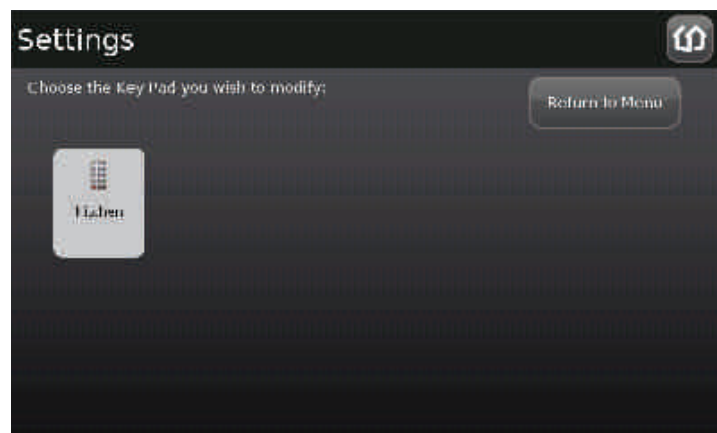 Settings
Choose the Key Pad you wish to modify:
Return to Menu
Kitchen